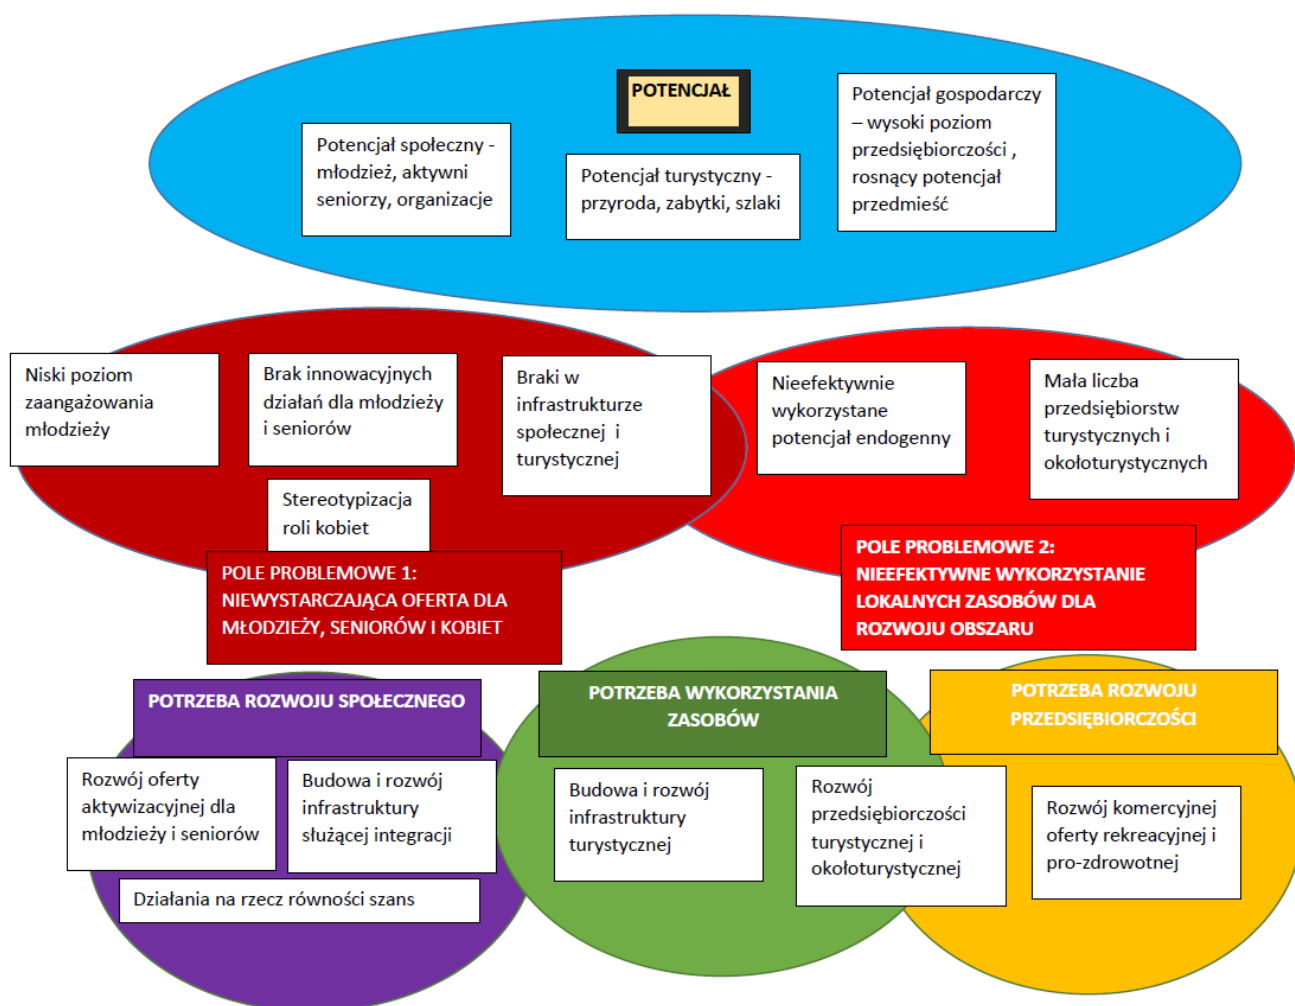 POTENCJAŁ
Potencjał społeczny -
młodzież, aktywni
seniorzy, organizacje
Potencjał turystyczny -
przyroda, zabytki, szlaki
Potencjał gospodarczy
– wysoki poziom
przedsiębiorczości ,
rosnący potencjał
przedmieść
Niski poziom
zaangażowania
młodzieży
Brak innowacyjnych
działań dla młodzieży
i seniorów
Braki w
infrastrukturze
społecznej i
turystycznej
Stereotypizacja
roli kobiet
POLE PROBLEMOWE 1:
NIEWYSTARCZAJĄCA OFERTA DLA
MŁODZIEŻY, SENIORÓW I KOBIET
Nieefektywnie
wykorzystane
potencjał endogenny
Mała liczba
przedsiębiorstw
turystycznych i
okołoturystycznych
POLE PROBLEMOWE 2:
NIEEFEKTYWNE WYKORZYSTANIE
LOKALNYCH ZASOBÓW DLA
ROZWOJU OBSZARU
POTRZEBA ROZWOJU SPOŁECZNEGO
Rozwój oferty
aktywizacyjnej dla
młodzieży i seniorów
Budowa i rozwój
infrastruktury
służącej integracji
Działania na rzecz równości szans
POTRZEBA WYKORZYSTANIA
ZASOBÓW
Budowa i rozwój
infrastruktury
turystycznej
Rozwój
przedsiębiorczości
turystycznej i
okołoturystycznej
POTRZEBA ROZWOJU
PRZEDSIĘBIORCZOŚCI
Rozwój komercyjnej
oferty rekreacyjnej i
pro-zdrowotnej